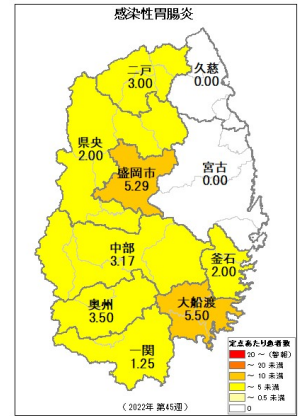 感染性胃腸炎
二戸
3.00
久慈
0.00
県央
2.00
盛岡市
5.29
宮古
0.00
中部
3.17
釜石
2.00
奥州
3.50
大船渡
5.50
一関
1.25
定点あたり患者数
20 ～ (警報)
～ 20 未満
～ 10 未満
～ 5 未満
～ 0.5 未満
0
(2022年 第45週)